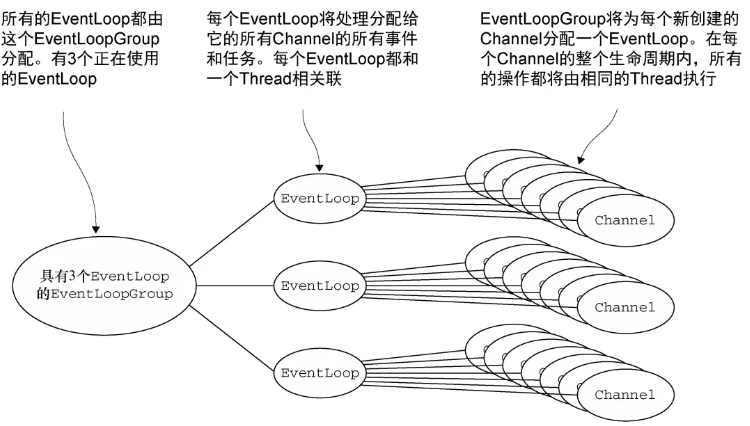 所有的EventLoop都由
这个EventLoopGroup
分配。有3个正在使用
的EventLoop
每个EventLoop将处理分配给
它的所有Channel的所有事件
和任务。每个EventLoop都和
一个Thread相关联
EventLoopGroup将为每个新创建的
Channel分配一个EventLoop。在每
个Channel的整个生命周期内，所有
的操作都将由相同的Thread执行
EventLoop
Channel
具有3个EventLoop
的EventLoopGroup
EventLoop
Channel
EventLoop
Channel